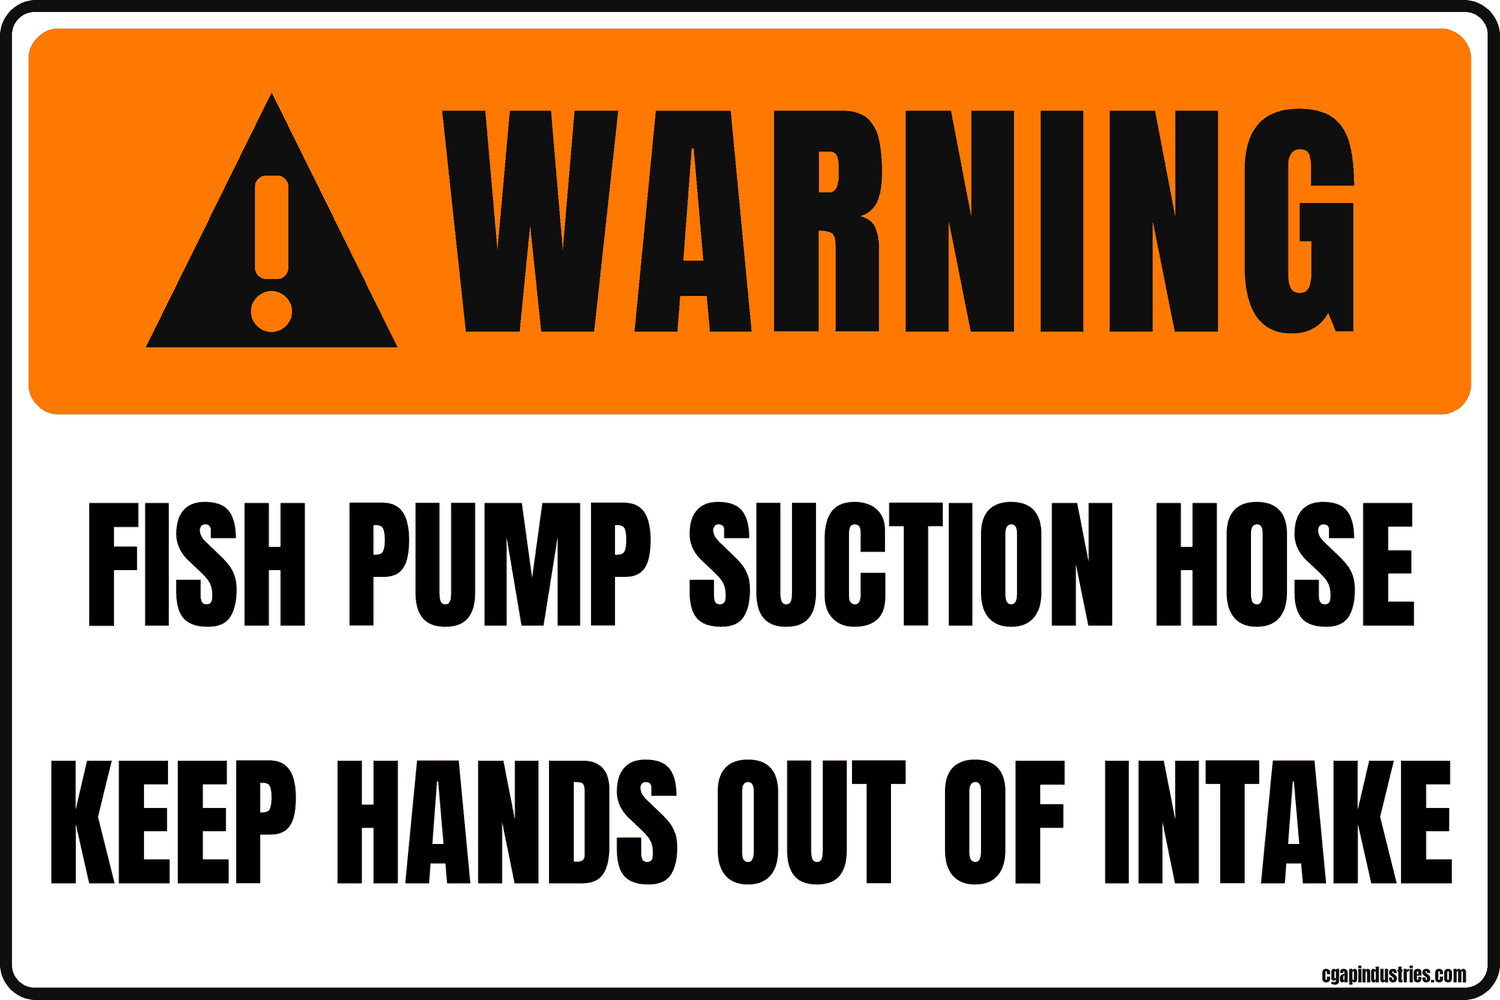 WARNING
FISH PUMP SUCTION HOSE
KEEP HANDS OUT OF INTAKE
cgapindustries.com